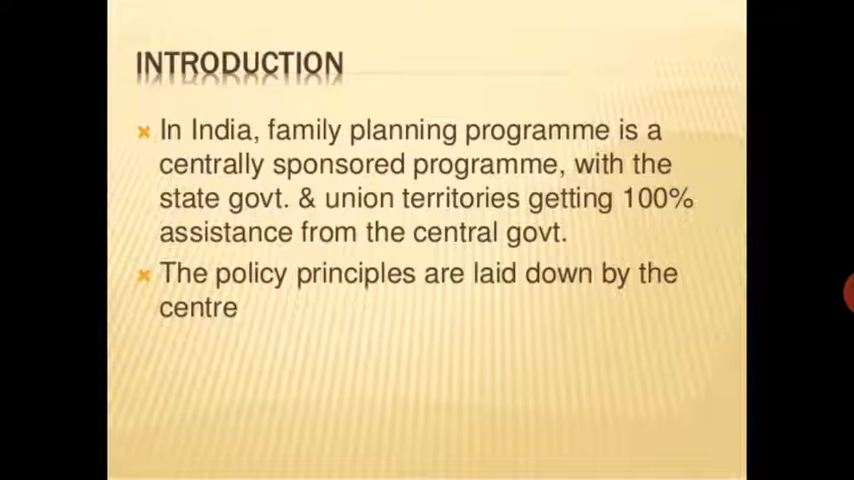 INTRODUCTION
In India, family planning programme is a
centrally sponsored programme, with the
state govt. & union territories getting 100%
assistance from the central govt.
The policy principles are laid down by the
centre